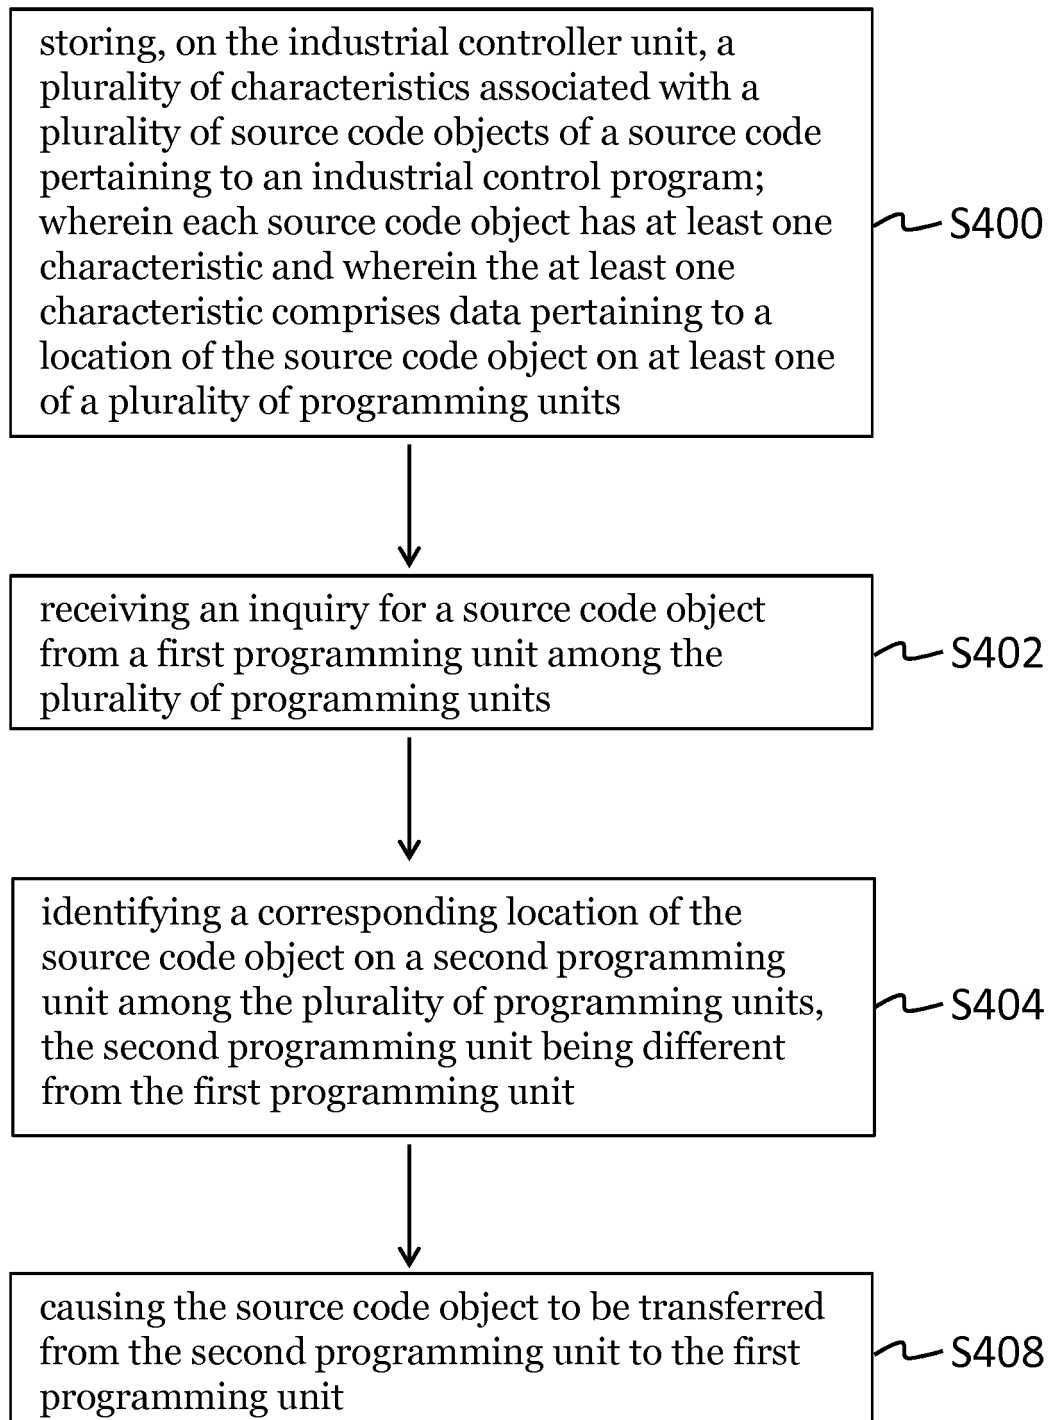 storing, on the industrial controller unit, a
plurality of characteristics associated with a
plurality of source code objects of a source code
pertaining to an industrial control program;
wherein each source code object has at least one
characteristic and wherein the at least one
characteristic comprises data pertaining to a
location of the source code object on at least one
of a plurality of programming units
S400
receiving an inquiry for a source code object
from a first programming unit among the
plurality of programming units
S402
identifying a corresponding location of the
source code object on a second programming
unit among the plurality of programming units,
the second programming unit being different
from the first programming unit
S404
causing the source code object to be transferred
from the second programming unit to the first
programming unit
S408